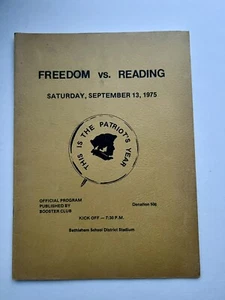 FREEDOM vs. READING
SATURDAY, SEPTEMBER 13, 1975
THIS IS THE PATRIOT'S YEAR
OFFICIAL PROGRAM
PUBLISHED BY
BOOSTER CLUB
Donation
KICK OFF — 7:30 P.M.
Bethlehem School District Stadium